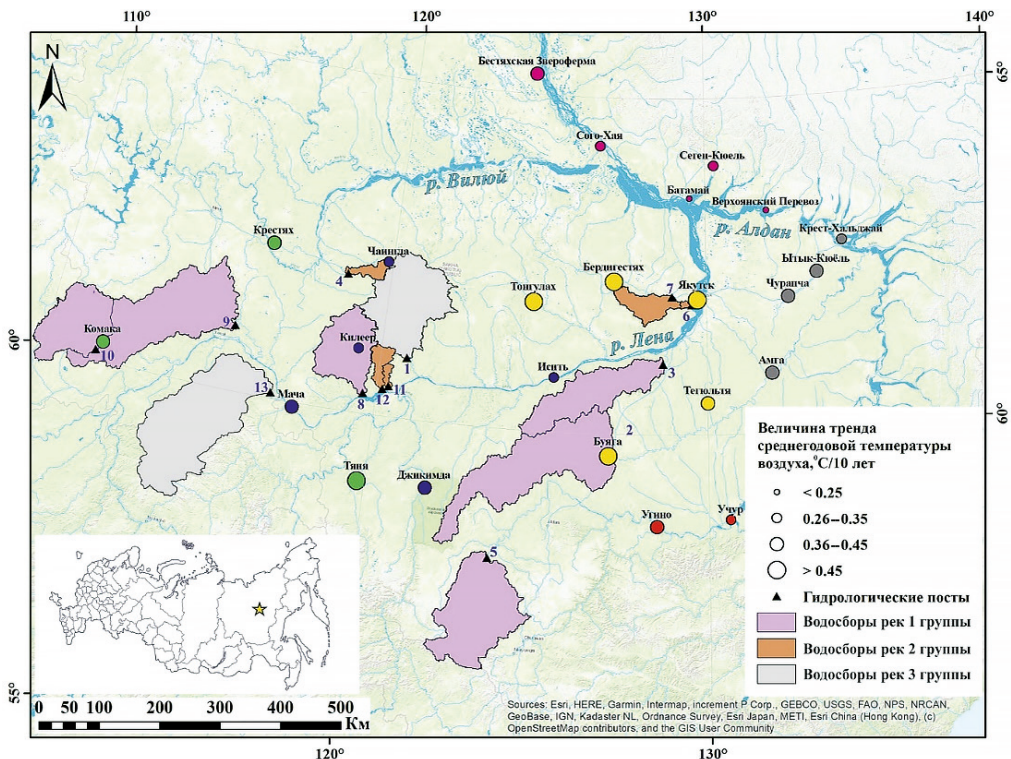 110°
120°
130°
140°
N
65°
Бестяхская Звероферма
Сого-Хая
Сеген-Кюель
р. Вилюй
Батамай
Верхоянский Перевоз
р. Алдан
Крест-Хальджай
Крестях
Чаингда
4
Бердигестях
Ытык-Кюёль
Тонгулах
7
Якутск
Чурапча
6
9
Комака
10
60°
Килеер
р. Лена
1
Исить
3
Амга
13
Мача
8
12
11
Тегюльтя
60°
2
Буяга
Тяня
Джикимда
Угино
Учур
5
Величина тренда
среднегодовой температуры
воздуха,°С/10 лет
< 0.25
0.26–0.35
0.36–0.45
> 0.45
Гидрологические посты
Водосборы рек 1 группы
Водосборы рек 2 группы
Водосборы рек 3 группы
55°
0 50 100 200 300 400 500
Км
Sources: Esri, HERE, Garmin, Intermap, increment P Corp., GEBCO, USGS, FAO, NPS, NRCAN,
GeoBase, IGN, Kadaster NL, Ordnance Survey, Esri Japan, METI, Esri China (Hong Kong), (c)
OpenStreetMap contributors, and the GIS User Community
120°
130°